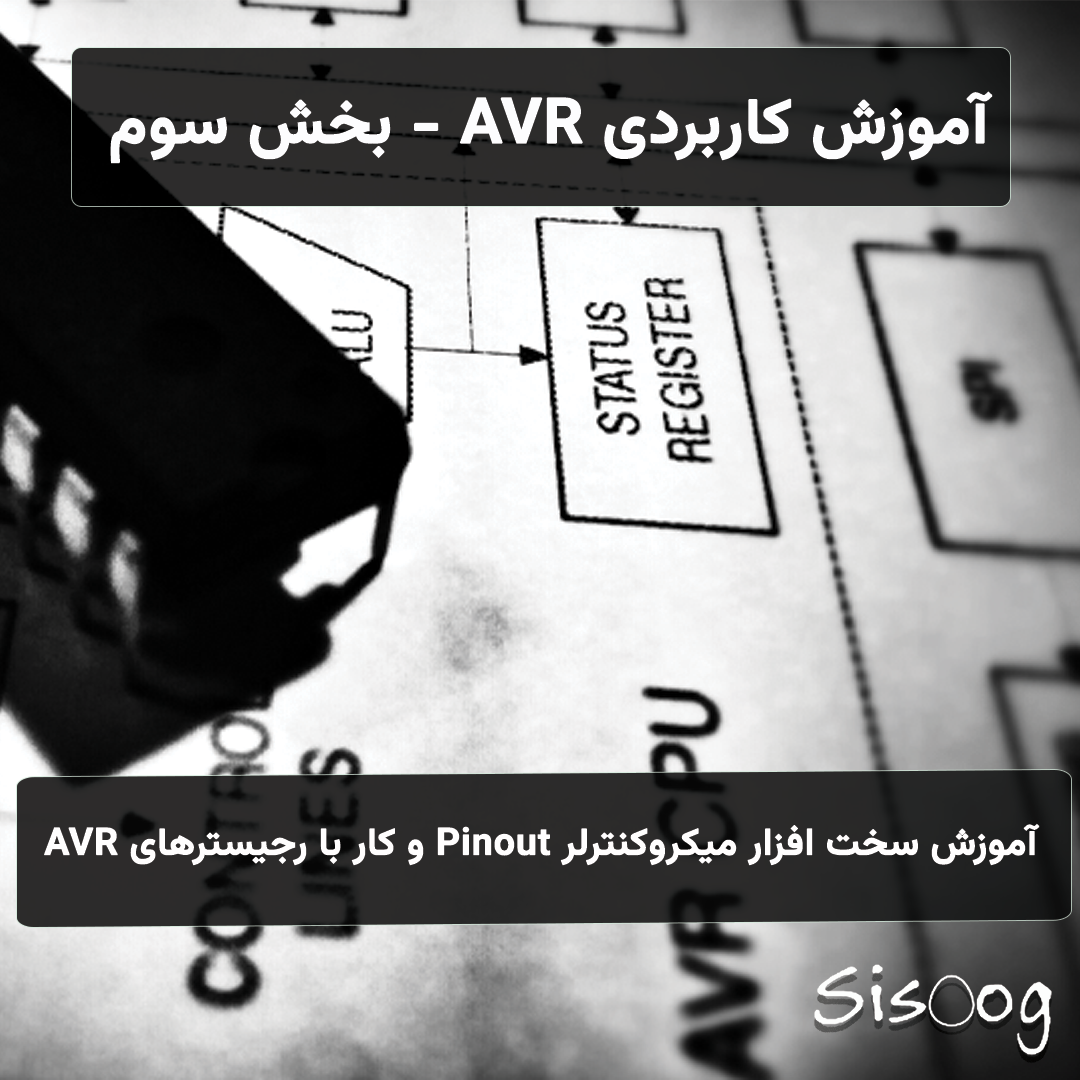 آموزش کاربردی AVR - بخش سوم
ALU
STATUS
REGISTER
SPI
CONTROL
LINES
AVR CPU
آموزش سخت افزار میکروکنترلر Pinout و کار با رجیسترهای AVR
Sisoog